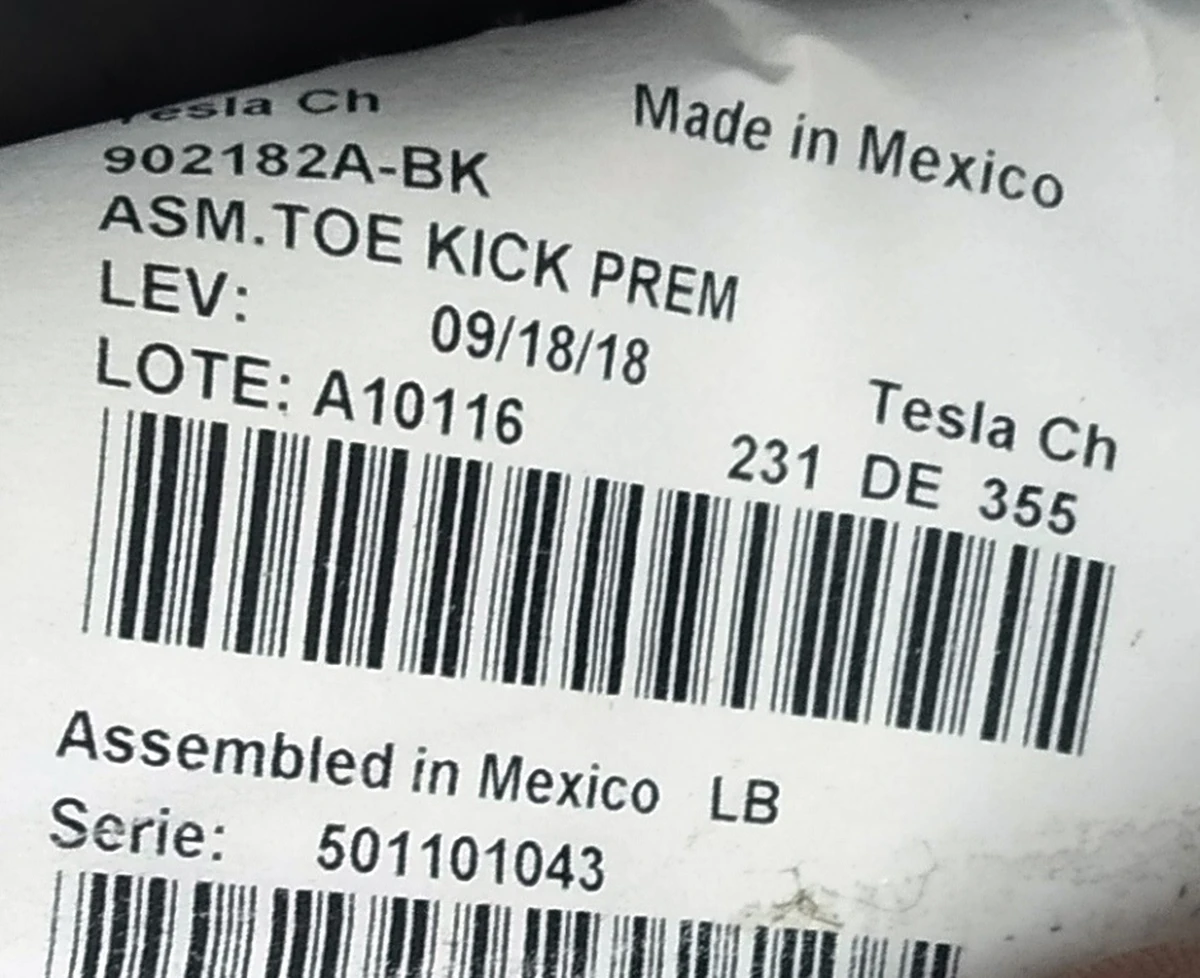 Tesla Ch
Made in Mexico
902182A-BK
ASM.TOE KICK PREM
LEV: 09/18/18
LOTE: A10116
Tesla Ch
231 DE 355
Assembled in Mexico LB
Serie: 501101043